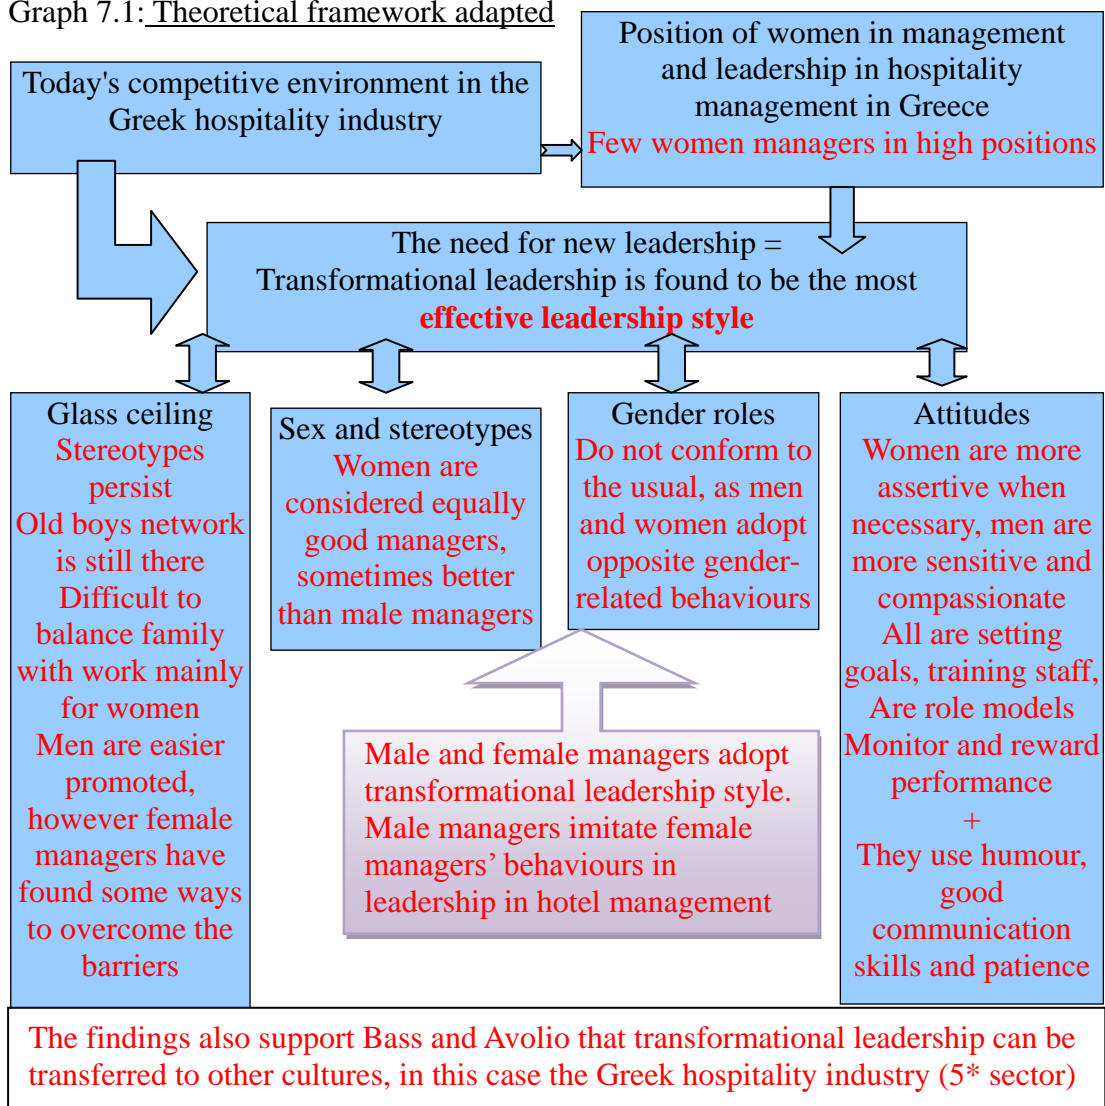 Graph 7.1: Theoretical framework adapted
Today's competitive environment in the
Greek hospitality industry
Position of women in management
and leadership in hospitality
management in Greece
Few women managers in high positions
The need for new leadership =
Transformational leadership is found to be the most
effective leadership style
Glass ceiling
Stereotypes
persist
Old boys network
is still there
Difficult to
balance family
with work mainly
for women
Men are easier
promoted,
however female
managers have
found some ways
to overcome the
barriers
Sex and stereotypes
Women are
considered equally
good managers,
sometimes better
than male managers
Gender roles
Do not conform to
the usual, as men
and women adopt
opposite gender-
related behaviours
Attitudes
Women are more
assertive when
necessary, men are
more sensitive and
compassionate
All are setting
goals, training staff,
Are role models
Monitor and reward
performance
+
They use humour,
good
communication
skills and patience
Male and female managers adopt
transformational leadership style.
Male managers imitate female
managers’ behaviours in
leadership in hotel management
The findings also support Bass and Avolio that transformational leadership can be
transferred to other cultures, in this case the Greek hospitality industry (5* sector)